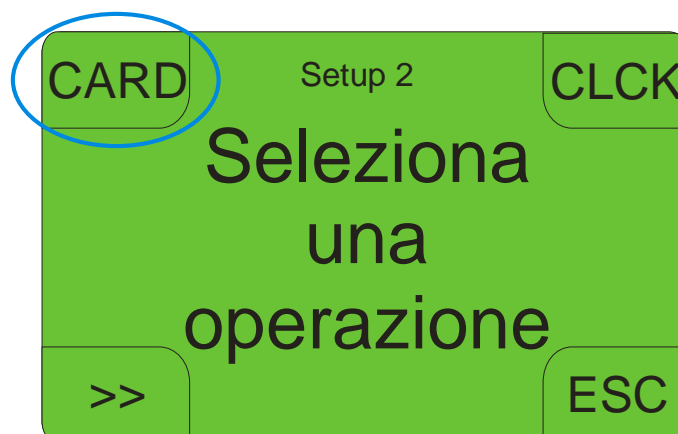 CARD
Setup 2
CLCK
Seleziona
una
operazione
>>
ESC